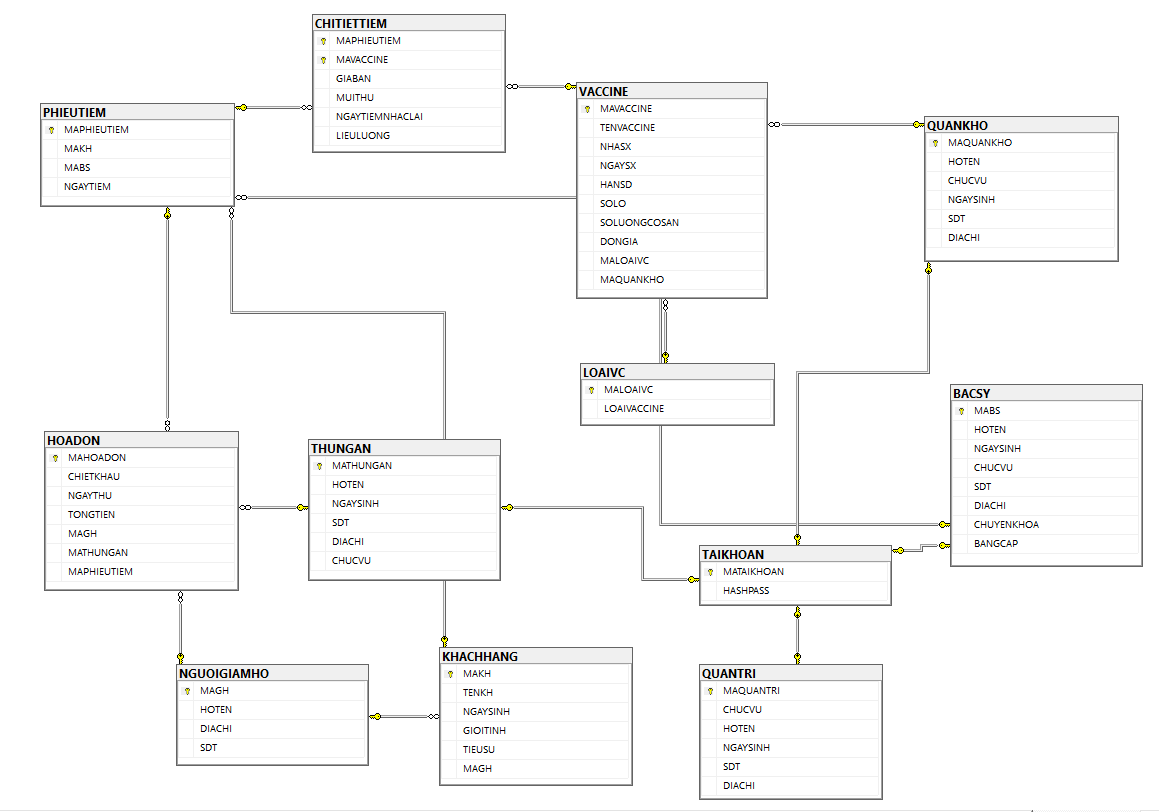 CHITIETTIEM
MAPHIEUTIEM
MAVACCINE
GIABAN
MUITHU
NGAYTIEMNHACLAI
LIEULUONG
PHIEUTIEM
MAPHIEUTIEM
MAKH
MABS
NGAYTIEM
VACCINE
MAVACCINE
TENVACCINE
NHASX
NGAYSX
HANSD
SOLO
SOLUONGCOSAN
DONGIA
MALOAIVC
MAQUANKHO
QUANKHO
MAQUANKHO
HOTEN
CHUCVU
NGAYSINH
SDT
DIACHI
LOAIVC
MALOAIVC
LOAIVACCINE
BACSY
MABS
HOTEN
NGAYSINH
CHUCVU
SDT
DIACHI
CHUYENKHOA
BANGCAP
HOADON
MAHOADON
CHIETKHAU
NGAYTHU
TONGTIEN
MAGH
MATHUNGAN
MAPHIEUTIEM
THUNGAN
MATHUNGAN
HOTEN
NGAYSINH
SDT
DIACHI
CHUCVU
TAIKHOAN
MATAIKHOAN
HASHPASS
NGUOIGIAMHO
MAGH
HOTEN
DIACHI
SDT
KHACHHANG
MAKH
TENKH
NGAYSINH
GIOITINH
TIEUSU
MAGH
QUANTRI
MAQUANTRI
CHUCVU
HOTEN
NGAYSINH
SDT
DIACHI